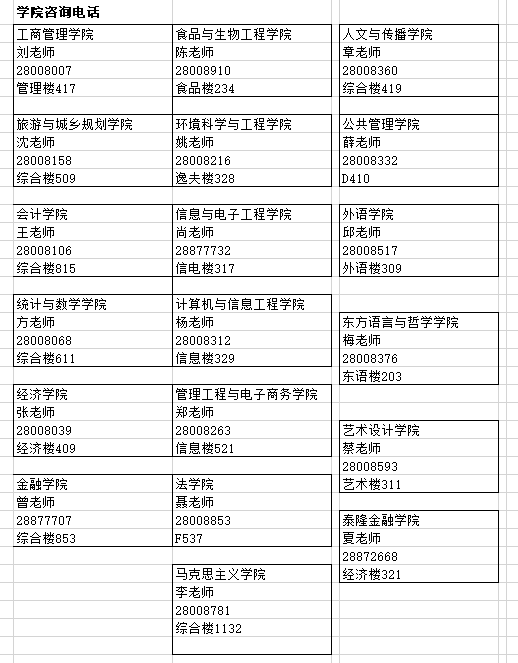 学院咨询电话
工商管理学院
刘老师
28008007
管理楼417
旅游与城乡规划学院
沈老师
28008158
综合楼509
会计学院
王老师
28008106
综合楼815
统计与数学学院
方老师
28008068
综合楼611
经济学院
张老师
28008039
经济楼409
金融学院
曾老师
28877707
综合楼853
食品与生物工程学院
陈老师
28008910
食品楼234
环境科学与工程学院
姚老师
28008216
逸夫楼328
信息与电子工程学院
尚老师
28877732
信电楼317
计算机与信息工程学院
杨老师
28008312
信息楼329
管理工程与电子商务学院
郑老师
28008263
信息楼521
法学院
聂老师
28008853
F537
马克思主义学院
李老师
28008781
综合楼1132
人文与传播学院
章老师
28008360
综合楼419
公共管理学院
薛老师
28008332
D410
外语学院
邱老师
28008517
外语楼309
东方语言与哲学学院
梅老师
28008376
东语楼203
艺术设计学院
蔡老师
28008593
艺术楼311
泰隆金融学院
夏老师
28872668
经济楼321